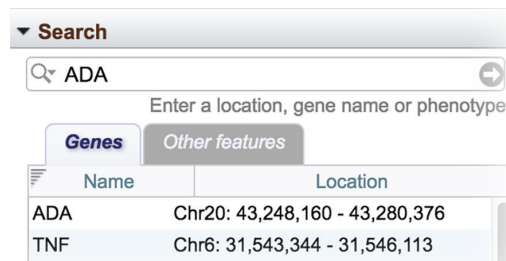 Search
ADA
Enter a location, gene name or phenotype
Genes Other features
Name Location
ADA Chr20: 43,248,160 - 43,280,376
TNF Chr6: 31,543,344 - 31,546,113